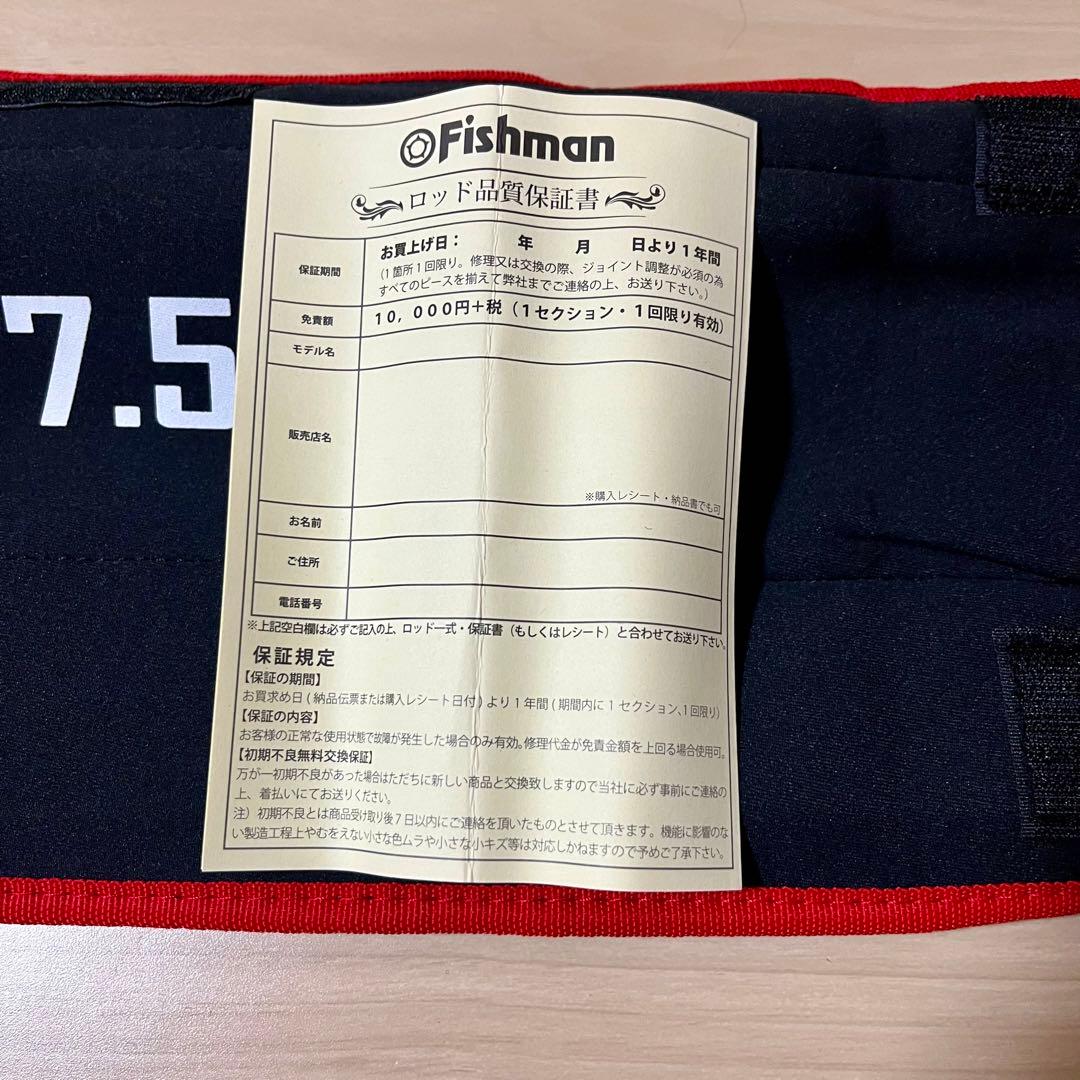 Fishman
ロッド品質保証書
保証期間
お買上げ日： 年 月 日より1年間
(1箇所1回限り。修理又は交換の際、ジョイント調整が必須の為
すべてのピースを揃えて弊社までご連絡の上、お送り下さい。)
免責額
10,000円+税（1セクション・1回限り有効）
モデル名
販売店名
※購入レシート・納品書でも可
お名前
ご住所
電話番号
※上記空白欄は必ずご記入の上、ロッド一式・保証書（もしくはレシート）と合わせてお送り下さい。
保証規定
【保証の期間】
お買求め日(納品伝票または購入レシート日付)より1年間(期間内に1セクション、1回限り)
【保証の内容】
お客様の正常な使用状態で故障が発生した場合のみ有効。修理代金が免責金額を上回る場合使用可。
【初期不良無料交換保証】
万が一初期不良があった場合はただちに新しい商品と交換致しますので当社に必ず事前にご連絡の
上、着払いにてお送りください。
注）初期不良とは商品受け取り後7日以内にご連絡を頂いたものとさせて頂きます。機能に影響のな
い製造工程上やむをえない小さな色ムラや小さな小キズ等は対応しかねますので予めご了承下さい。
7.5